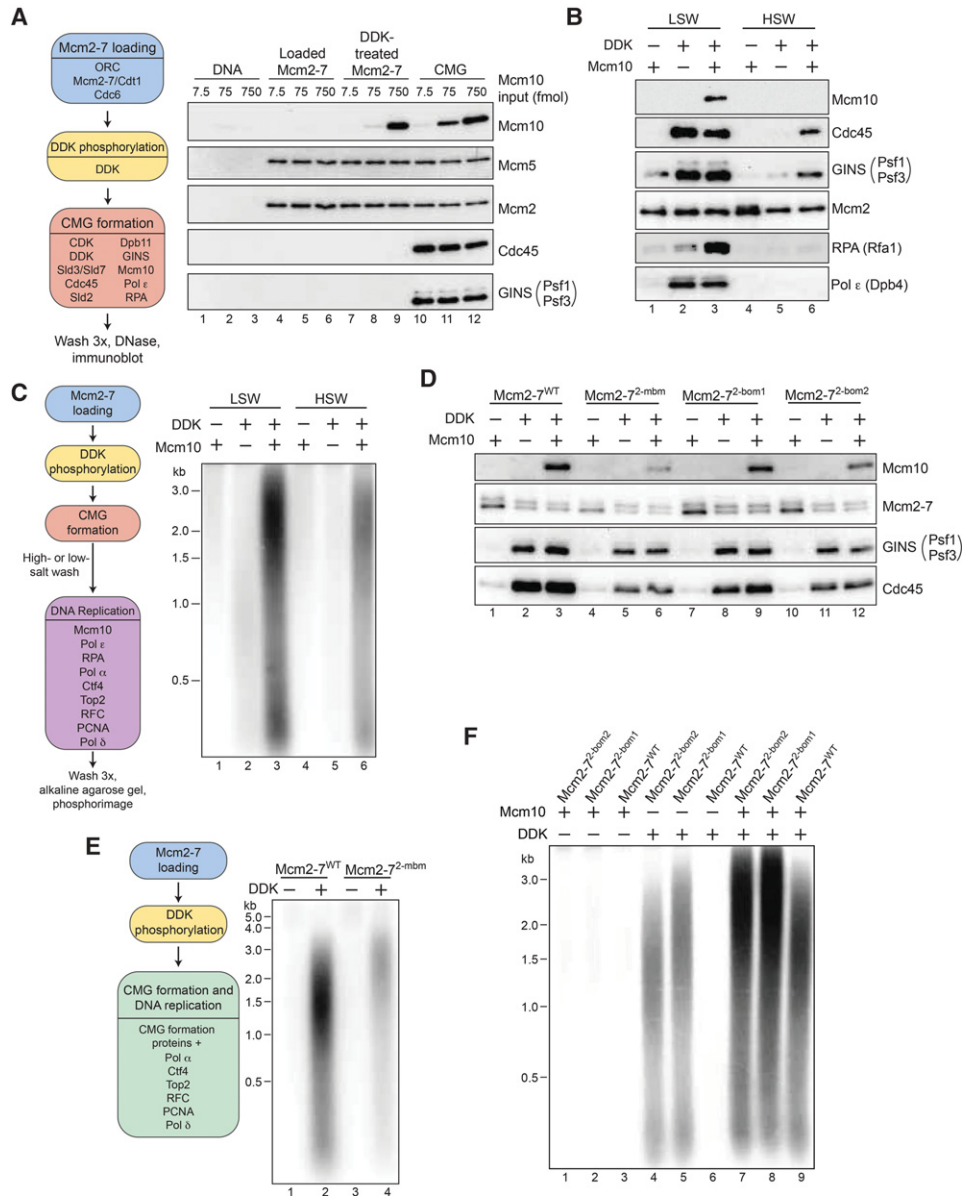 A
Mcm2-7 loading
ORC
Mcm2-7/Cdt1
Cdc6
DDK phosphorylation
DDK
CMG formation
CDK Dpb11
DDK GINS
Sld3/Sld7 Mcm10
Cdc45 Pol ε
Sld2 RPA
Wash 3x, DNase,
immunoblot
DNA
Loaded
Mcm2-7
DDK-
treated
Mcm2-7
CMG
7.5 75 750 7.5 75 750 7.5 75 750 7.5 75 750
Mcm10
input (fmol)
Mcm10
Mcm5
Mcm2
Cdc45
GINS (Psf1
Psf3)
1 2 3 4 5 6 7 8 9 10 11 12
B
LSW HSW
DDK − + + − + +
Mcm10 + − + + − +
Mcm10
Cdc45
GINS (Psf1
Psf3)
Mcm2
RPA (Rfa1)
Pol ε (Dpb4)
1 2 3 4 5 6
C
Mcm2-7
loading
DDK
phosphorylation
CMG
formation
High- or low-
salt wash
DNA Replication
Mcm10
Pol ε
RPA
Pol α
Ctf4
Top2
RFC
PCNA
Pol δ
Wash 3x,
alkaline agarose gel,
phosphorimage
LSW HSW
DDK − + + − + +
Mcm10 + − + + − +
kb
3.0
2.0
1.5
1.0
0.5
1 2 3 4 5 6
D
Mcm2-7WT Mcm2-72-mbm Mcm2-72-bom1 Mcm2-72-bom2
DDK − + + − + + − + + − + +
Mcm10 + − + + − + + − + + − +
Mcm10
Mcm2-7
GINS (Psf1
Psf3)
Cdc45
1 2 3 4 5 6 7 8 9 10 11 12
E
Mcm2-7
loading
DDK
phosphorylation
CMG formation and
DNA replication
CMG formation
proteins +
Pol α
Ctf4
Top2
RFC
PCNA
Pol δ
Mcm2-7WT Mcm2-72-mbm
DDK − + − +
kb
5.0
4.0
3.0
2.0
1.5
1.0
0.5
1 2 3 4
F
Mcm2-72-bom2
Mcm2-72-bom1
Mcm2-7WT
Mcm2-72-bom2
Mcm2-72-bom1
Mcm2-7WT
Mcm2-72-bom2
Mcm2-72-bom1
Mcm2-7WT
Mcm10 + + + − − − + + +
DDK − − − + + + + + +
kb
3.0
2.0
1.5
1.0
0.5
1 2 3 4 5 6 7 8 9